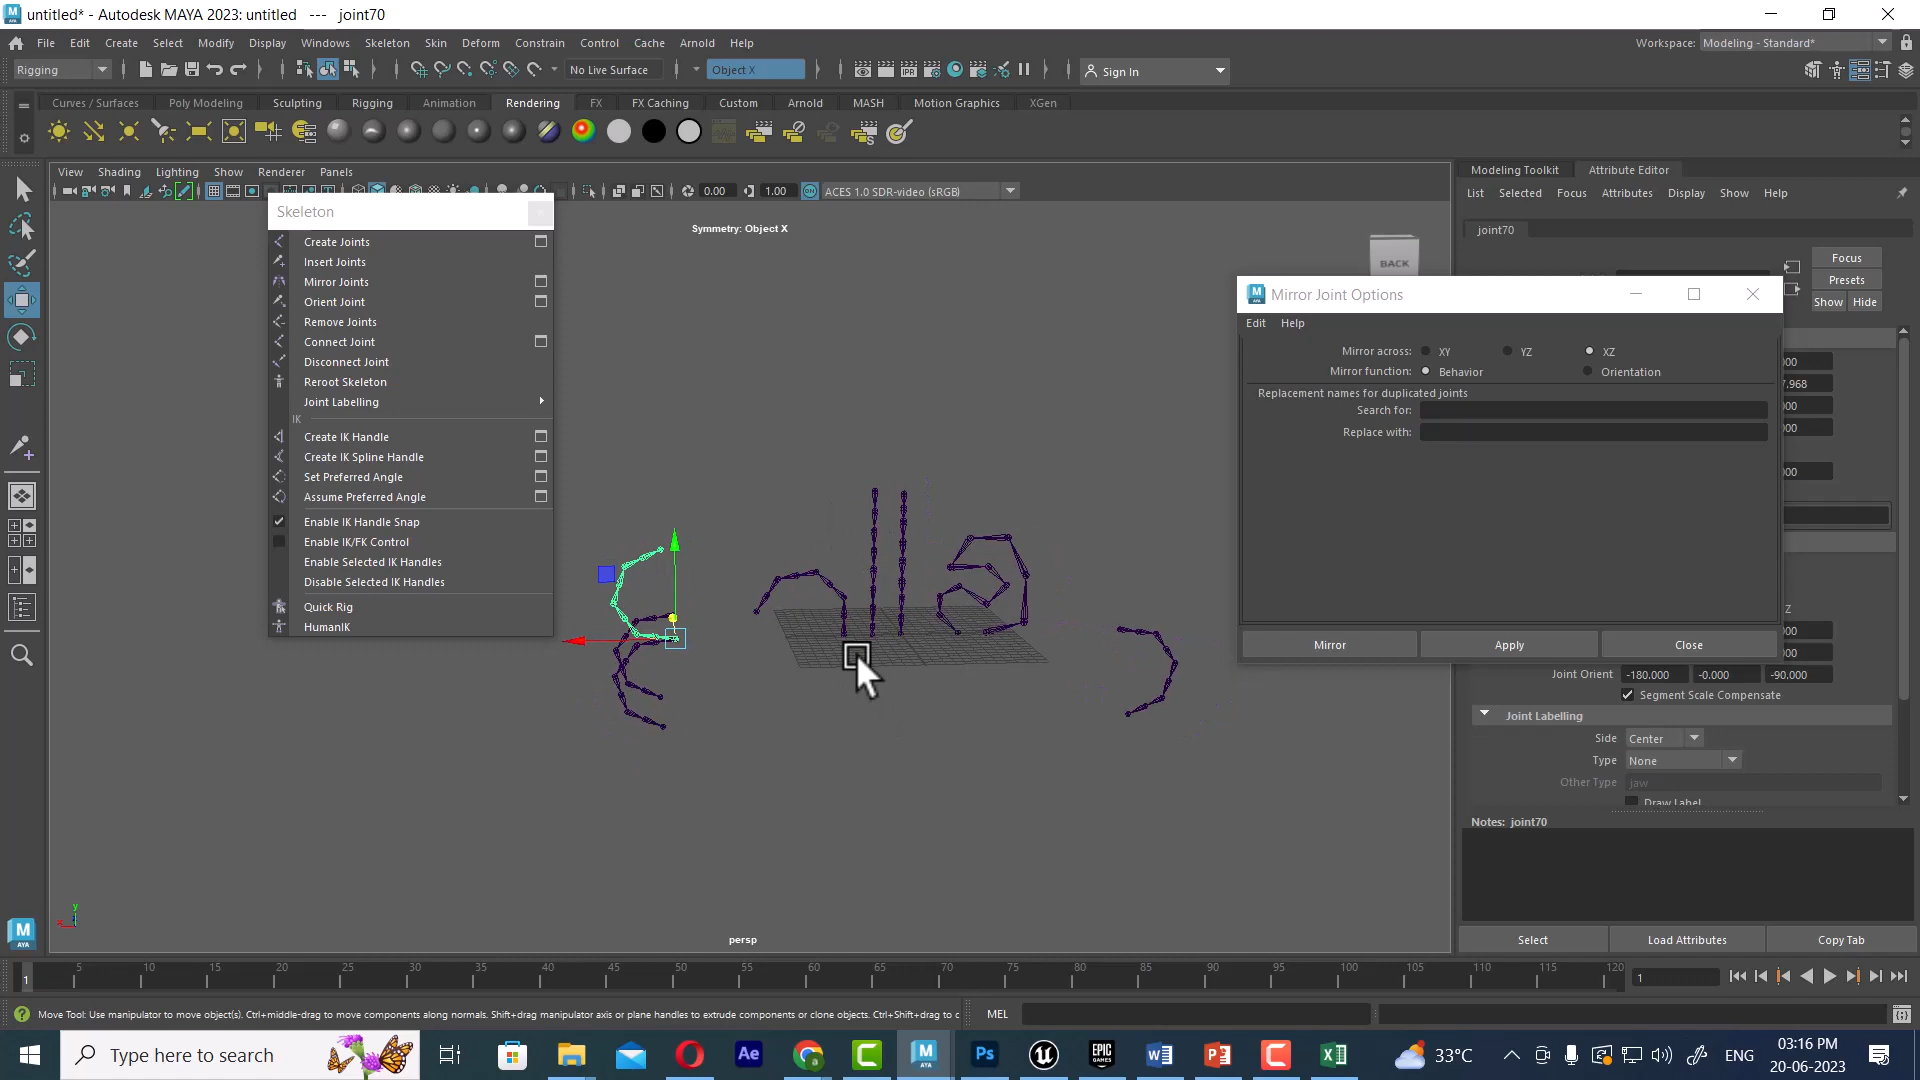 untitled* - Autodesk MAYA 2023: untitled   ---   joint70
File Edit Create Select Modify Display Windows Skeleton Skin Deform Constrain Control Cache Arnold Help
Workspace: Modeling - Standard*
Rigging
No Live Surface
Object X
Sign In
Curves / Surfaces Poly Modeling Sculpting Rigging Animation Rendering FX FX Caching Custom Arnold MASH Motion Graphics XGen
View Shading Lighting Show Renderer Panels
0.00 1.00 ACES 1.0 SDR-video (sRGB)
Symmetry: Object X
BACK
persp
Skeleton
Create Joints
Insert Joints
Mirror Joints
Orient Joint
Remove Joints
Connect Joint
Disconnect Joint
Reroot Skeleton
Joint Labelling
IK
Create IK Handle
Create IK Spline Handle
Set Preferred Angle
Assume Preferred Angle
Enable IK Handle Snap
Enable IK/FK Control
Enable Selected IK Handles
Disable Selected IK Handles
Quick Rig
HumanIK
Mirror Joint Options
Edit Help
Mirror across: XY YZ XZ
Mirror function: Behavior Orientation
Replacement names for duplicated joints
Search for:
Replace with:
Mirror Apply Close
Modeling Toolkit Attribute Editor
List Selected Focus Attributes Display Show Help
joint70
Focus
Presets
Show Hide
Joint Orient -180.000 -0.000 -90.000
Segment Scale Compensate
Joint Labelling
Side Center
Type None
Other Type jaw
Draw Label
Notes: joint70
Select Load Attributes Copy Tab
5 10 15 20 25 30 35 40 45 50 55 60 65 70 75 80 85 90 95 100 105 110 115 120
1
1
Move Tool: Use manipulator to move object(s). Ctrl+middle-drag to move components along normals. Shift+drag manipulator axis or plane handles to extrude components or clone objects. Ctrl+Shift+drag to c
MEL
Type here to search
33°C
ENG
03:16 PM
20-06-2023